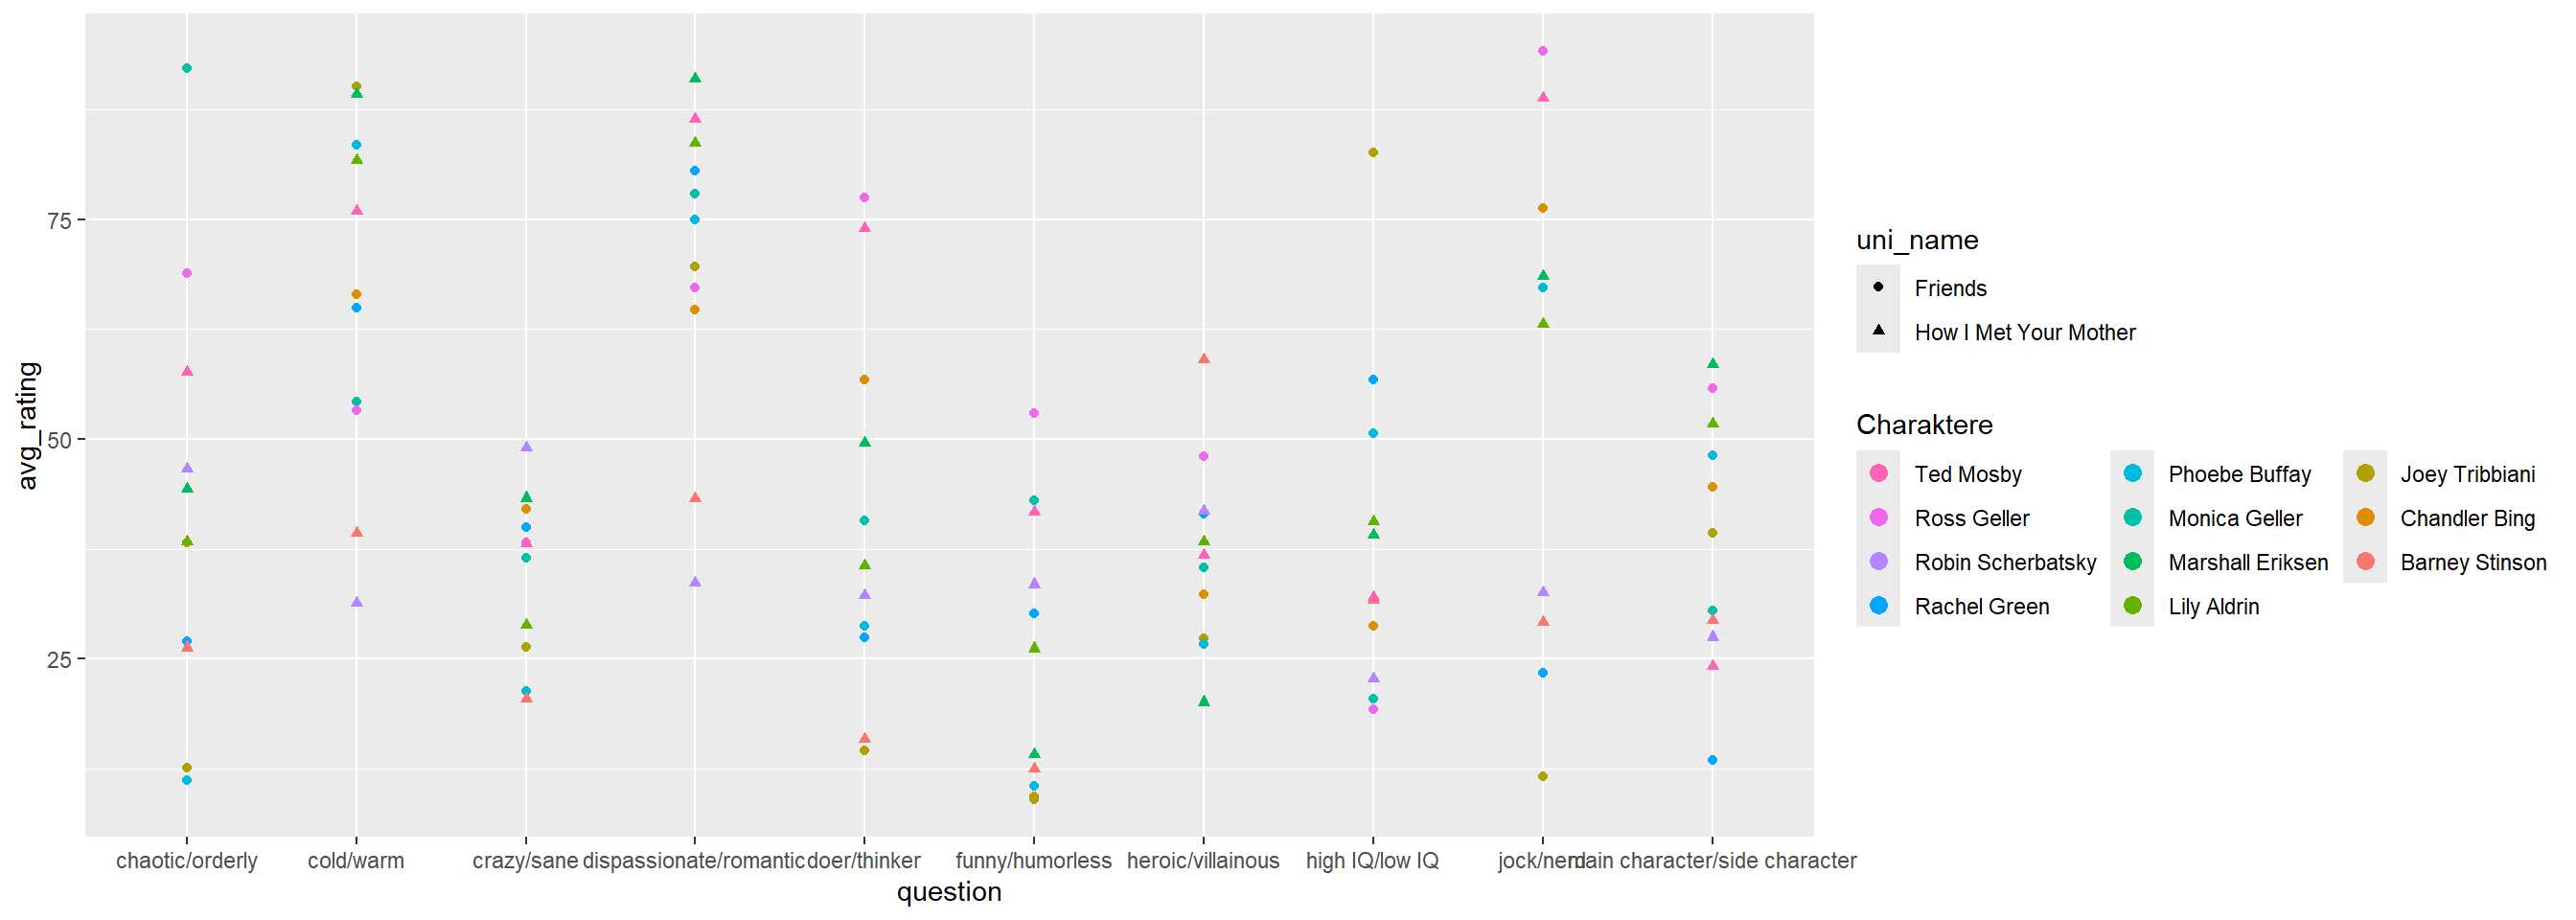 avg_rating
75
50
25
chaotic/orderly
cold/warm
crazy/sane
dispassionate/romantic
doer/thinker
funny/humorless
heroic/villainous
high IQ/low IQ
jock/nerd
main character/side character
question
uni_name
Friends
How I Met Your Mother
Charaktere
Ted Mosby
Ross Geller
Robin Scherbatsky
Rachel Green
Phoebe Buffay
Monica Geller
Marshall Eriksen
Lily Aldrin
Joey Tribbiani
Chandler Bing
Barney Stinson